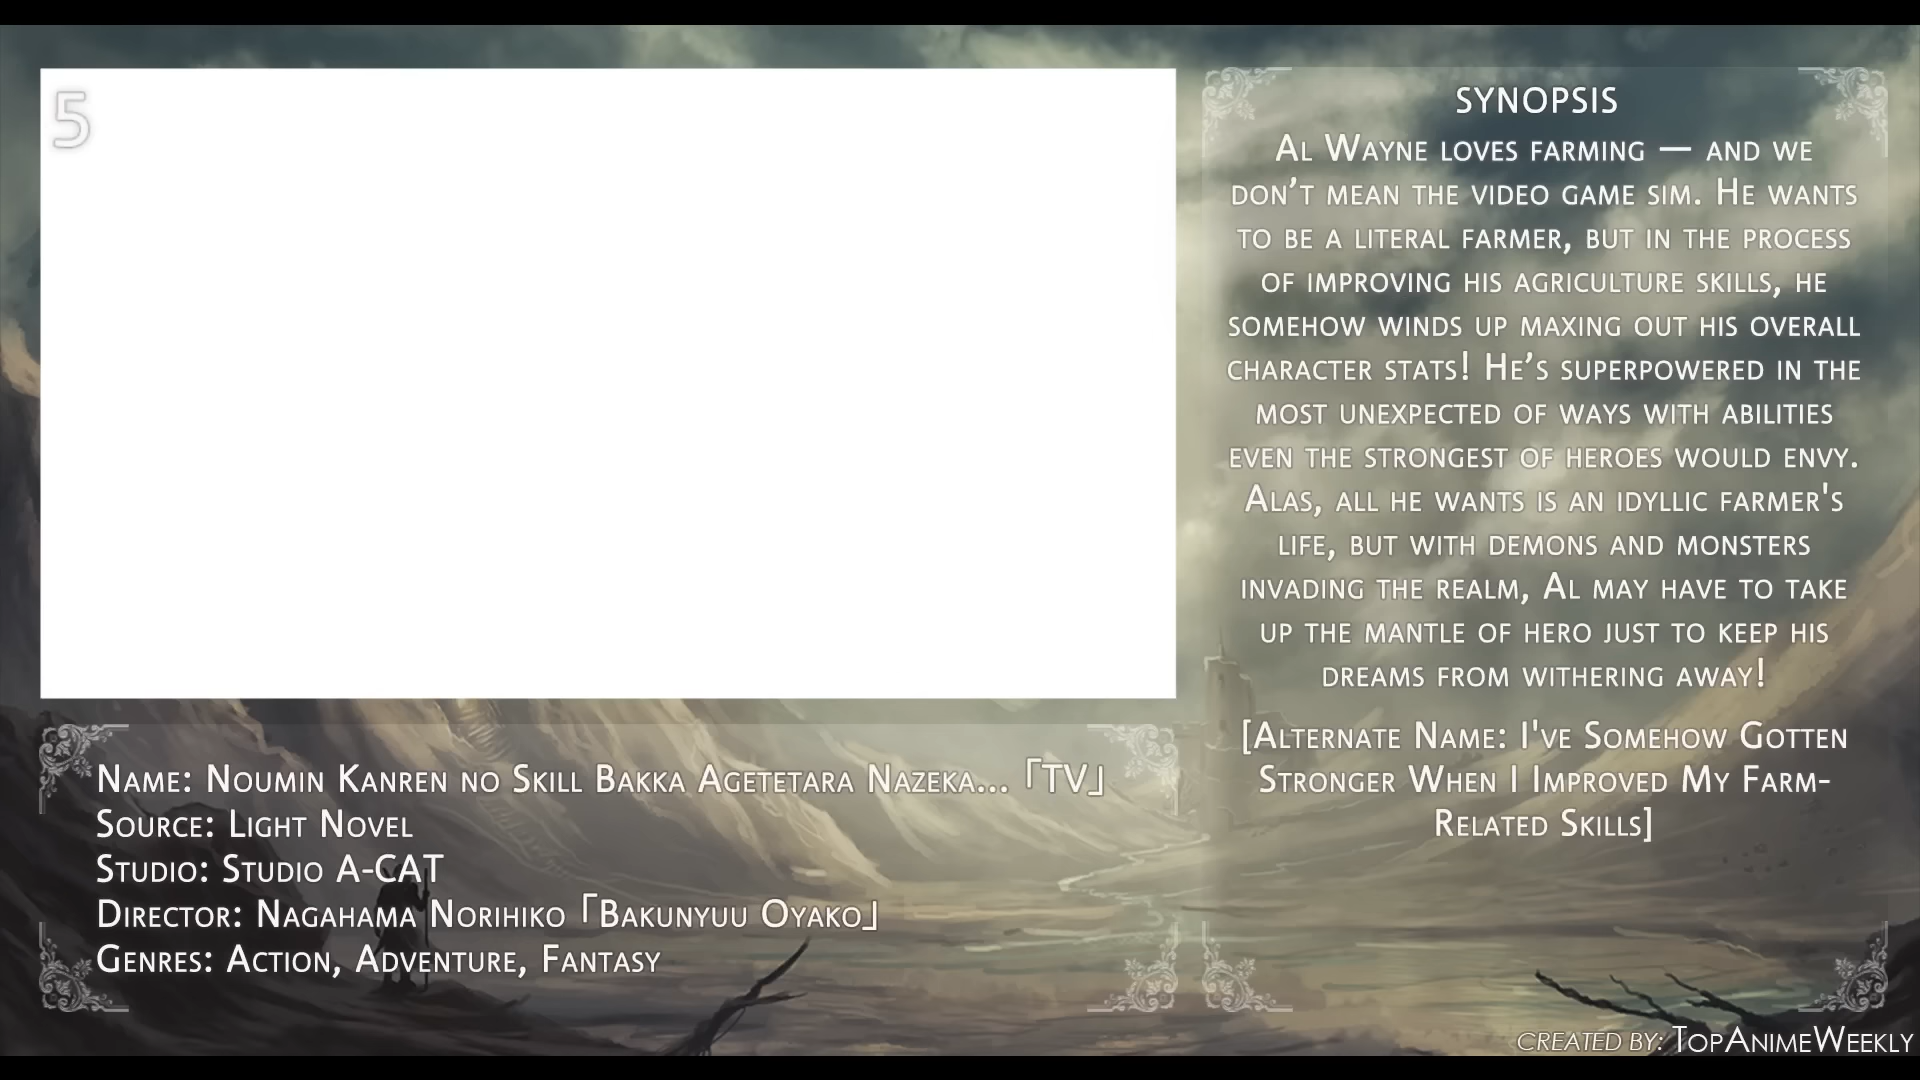 5
SYNOPSIS
Al Wayne loves farming — and we
don’t mean the video game sim. He wants
to be a literal farmer, but in the process
of improving his agriculture skills, he
somehow winds up maxing out his overall
character stats! He’s superpowered in the
most unexpected of ways with abilities
even the strongest of heroes would envy.
Alas, all he wants is an idyllic farmer's
life, but with demons and monsters
invading the realm, Al may have to take
up the mantle of hero just to keep his
dreams from withering away!
[Alternate Name: I've Somehow Gotten
Stronger When I Improved My Farm-
Related Skills]
Name: Noumin Kanren no Skill Bakka Agetetara Nazeka... 「TV」
Source: Light Novel
Studio: Studio A-CAT
Director: Nagahama Norihiko 「Bakunyuu Oyako」
Genres: Action, Adventure, Fantasy
CREATED BY: TopAnimeWeekly